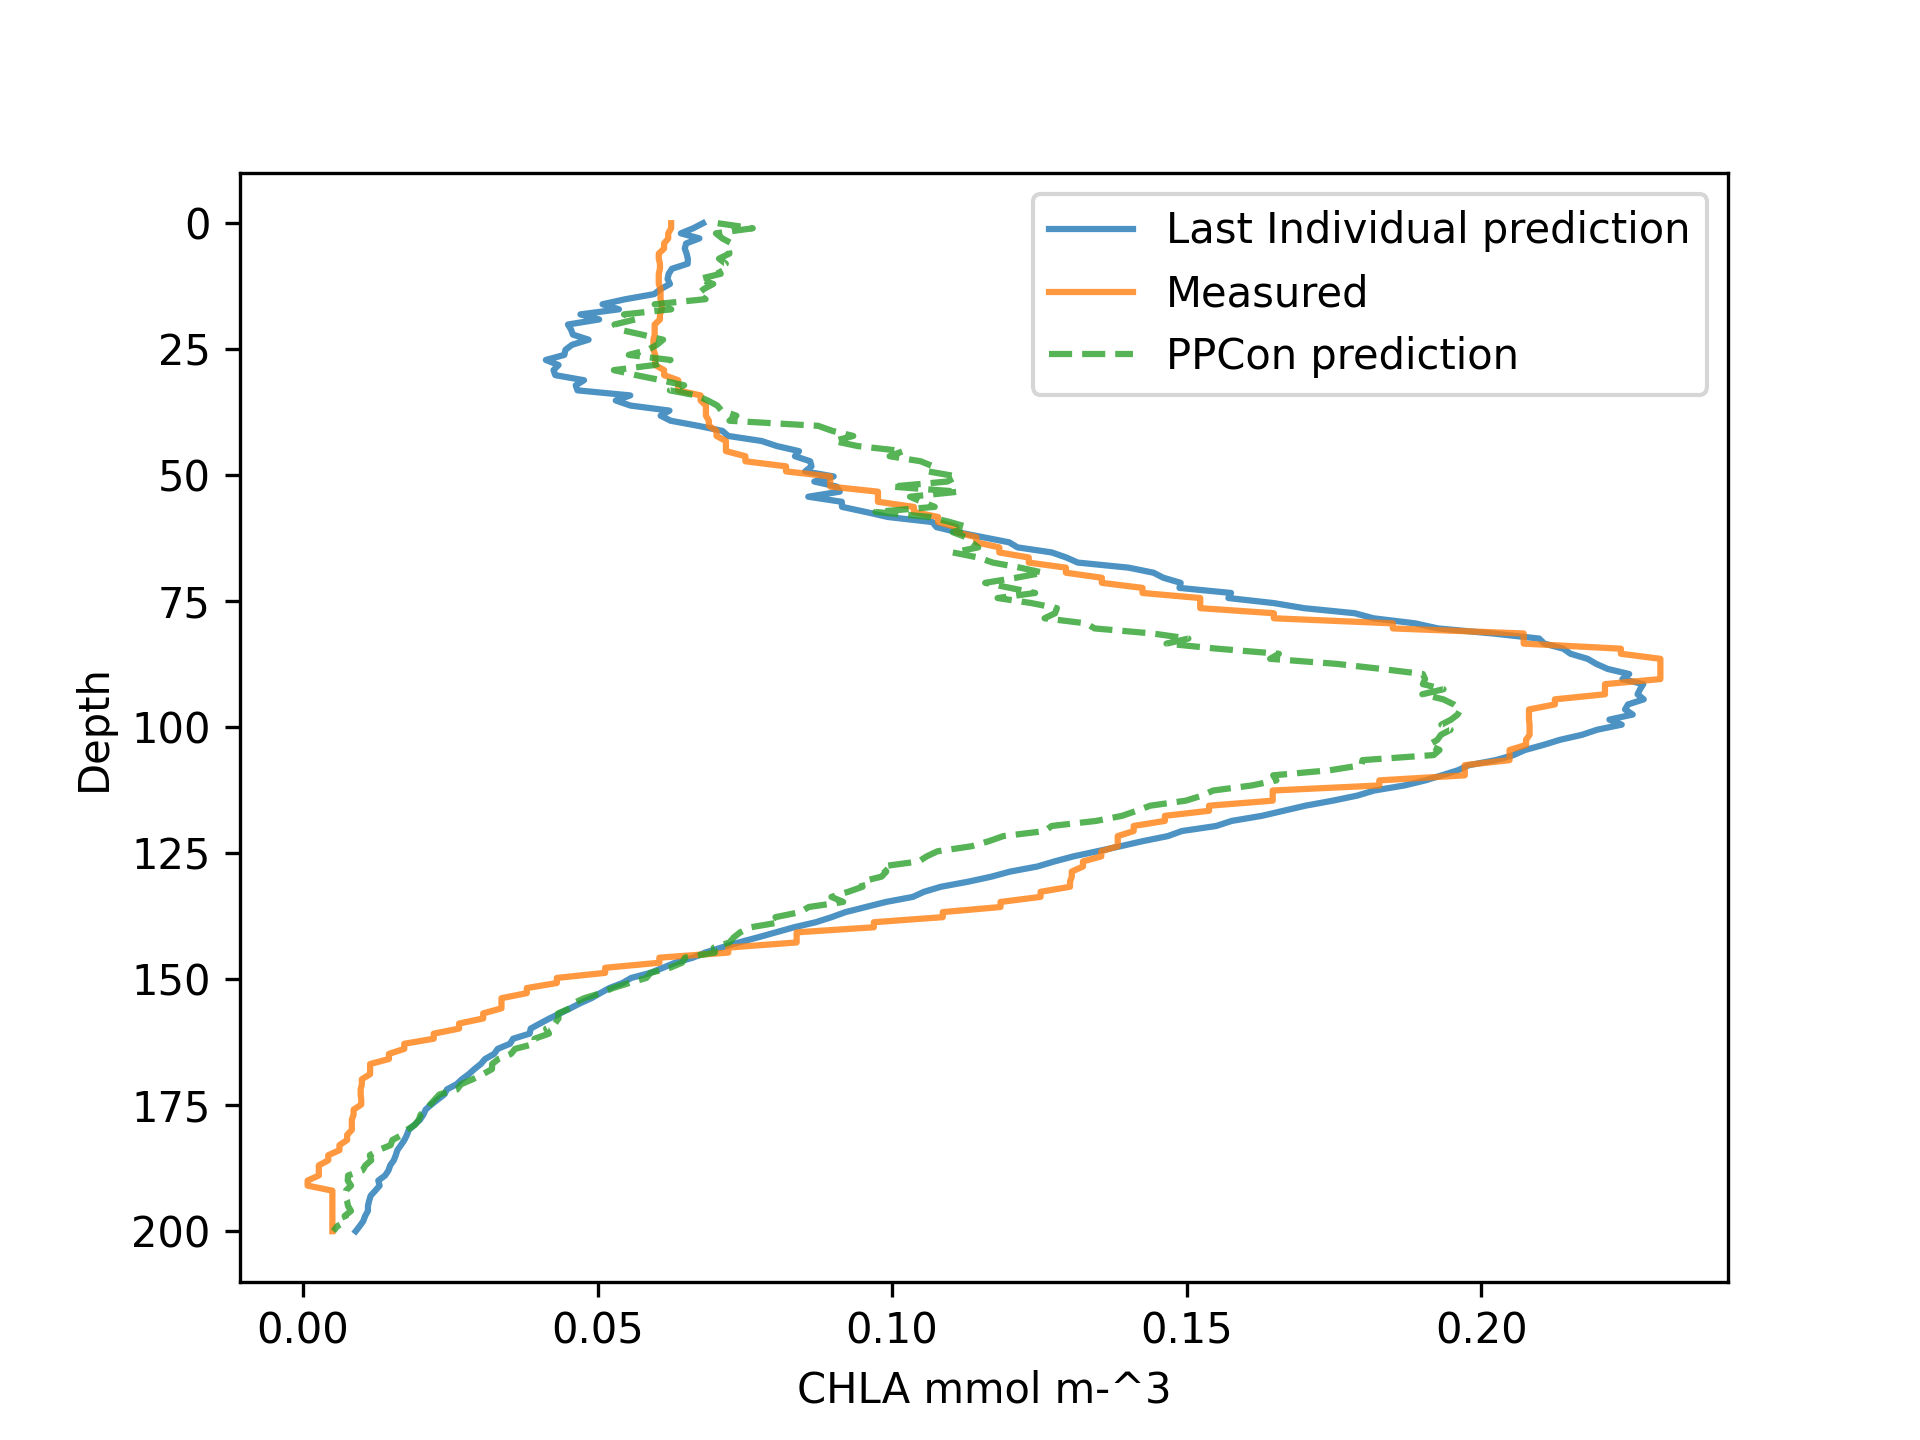 Last Individual prediction
Measured
PPCon prediction
0
25
50
75
100
125
150
175
200
Depth
0.00 0.05 0.10 0.15 0.20
CHLA mmol m-^3